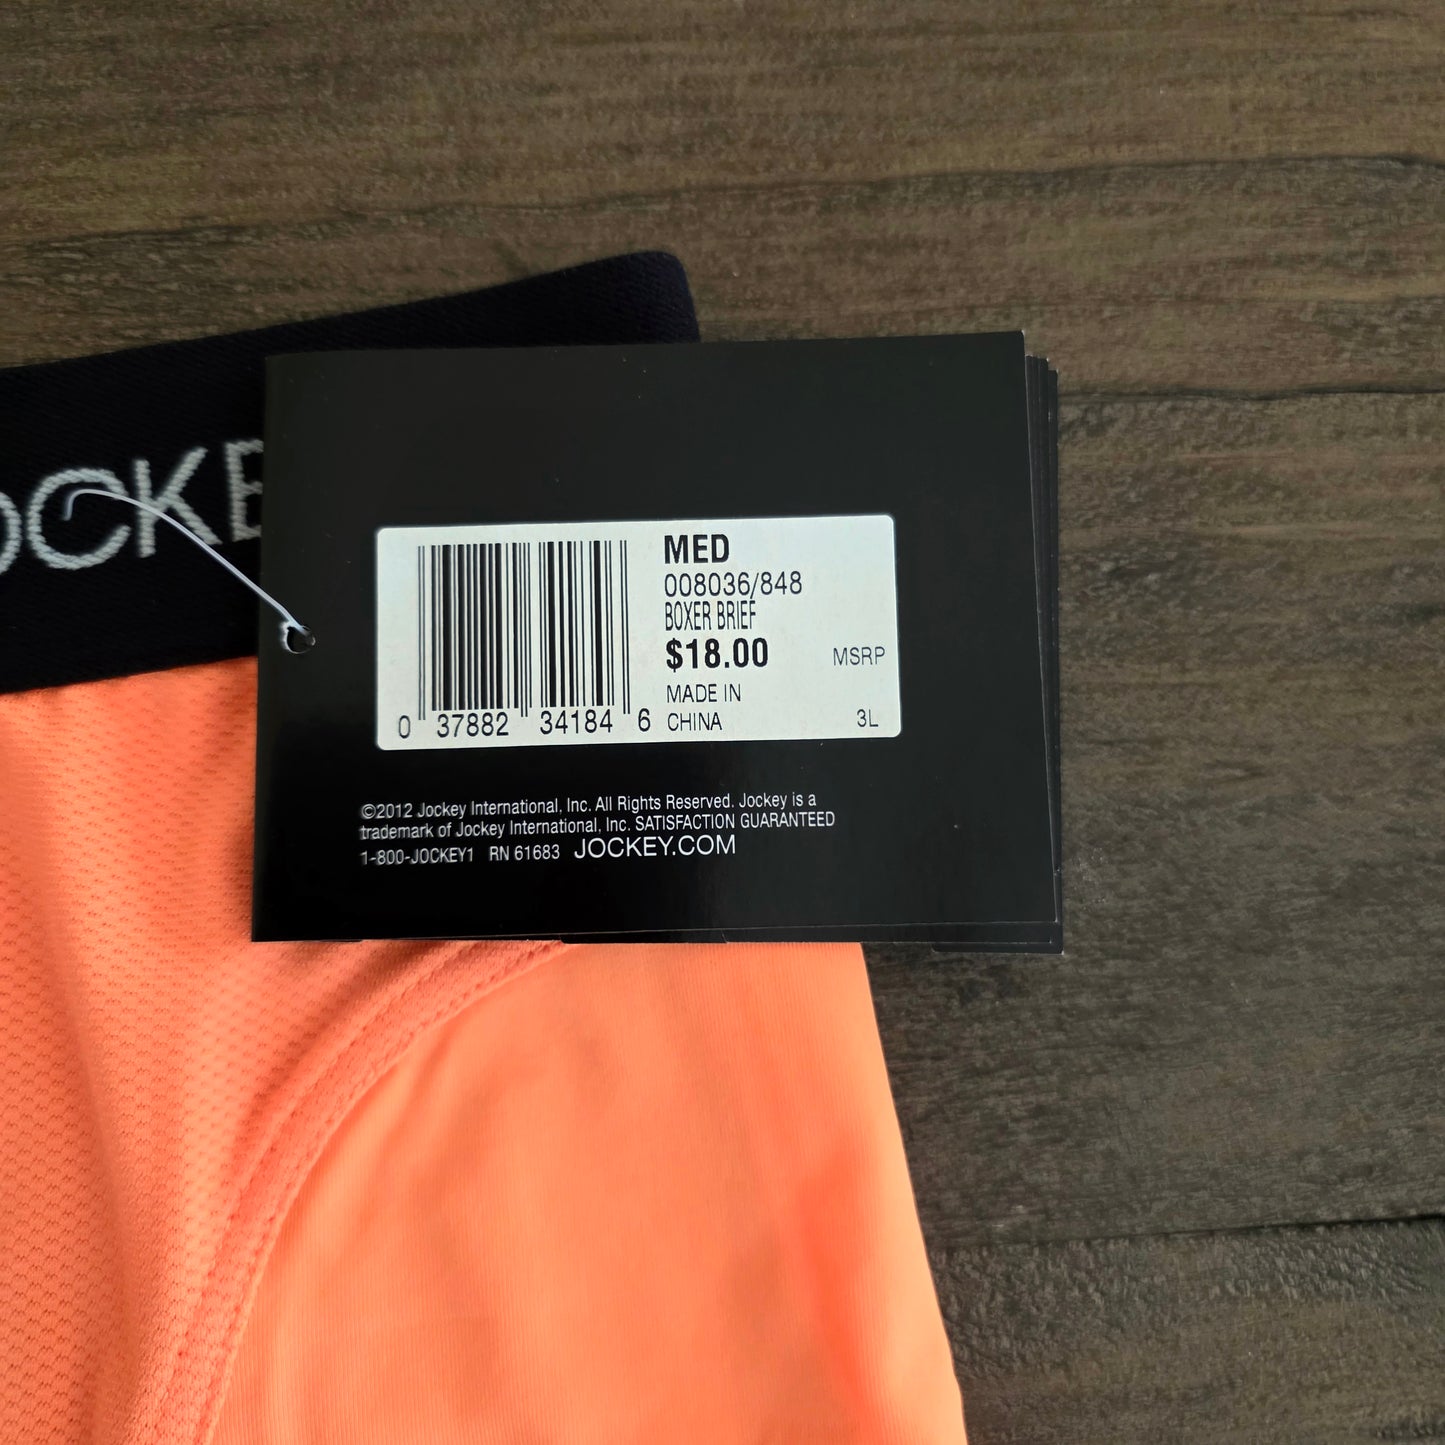 JOCKE
MED
008036/848
BOXER BRIEF
$18.00 MSRP
MADE IN
CHINA 3L
0 37882 34184 6
©2012 Jockey International, Inc. All Rights Reserved. Jockey is a
trademark of Jockey International, Inc. SATISFACTION GUARANTEED
1-800-JOCKEY1 RN 61683 JOCKEY.COM